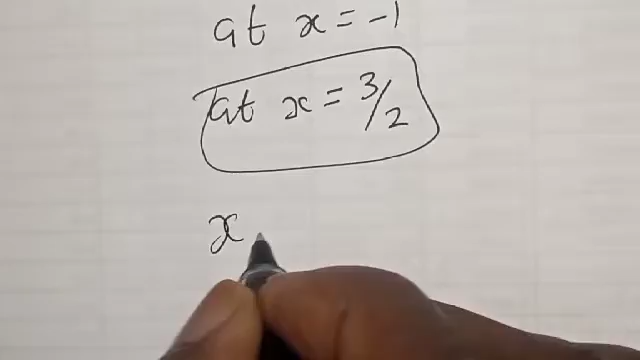 at x = -1
at x = 3/2
x